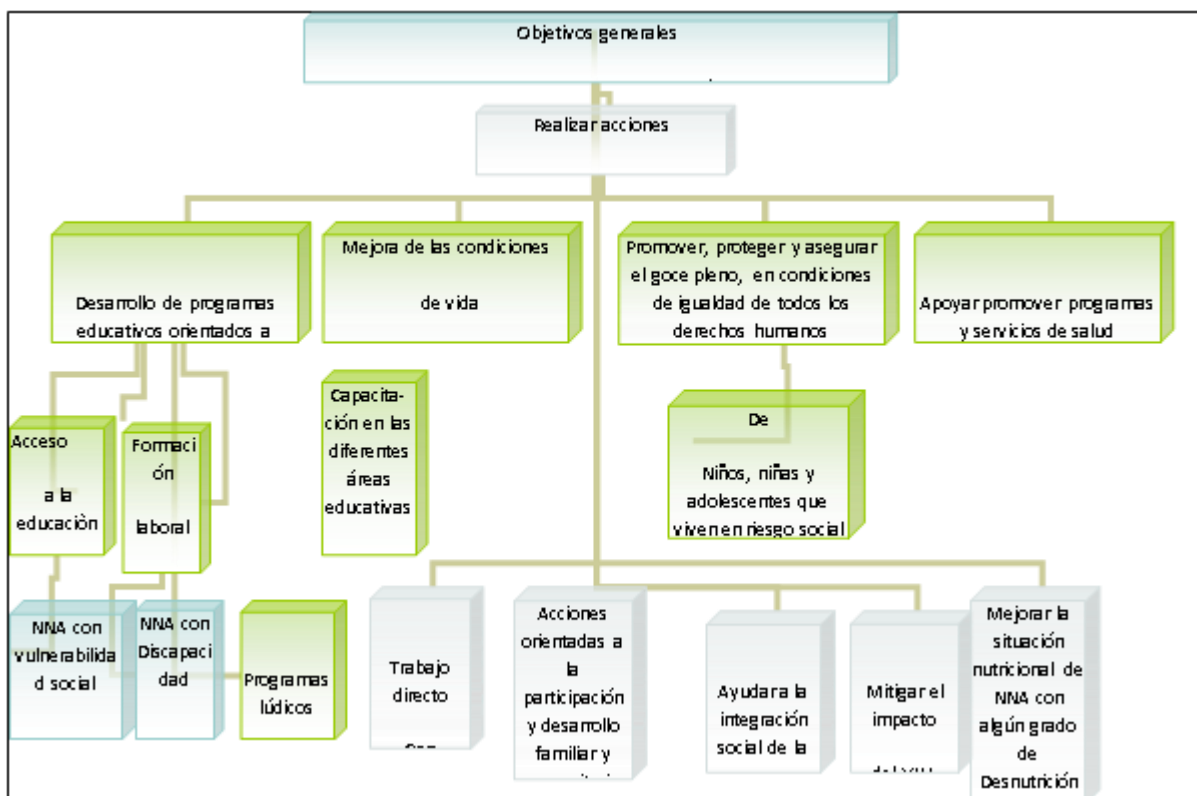 Objetivos generales
Realizar acciones
Desarrollo de programas
educativos orientados a
Mejora de las condiciones
de vida
Promover, proteger y asegurar
el goce pleno, en condiciones
de igualdad de todos los
derechos humanos
Apoyar promover programas
y servicios de salud
Acceso
a la
educación
Formaci
ón
laboral
Capacita-
ción en las
diferentes
áreas
educativas
De
Niños, niñas y
adolescentes que
viven en riesgo social
NNA con
vulnerabilida
d social
NNA con
Discapaci
dad
Programas
lúdicos
Trabajo
directo
Acciones
orientadas a
la
participación
y desarrollo
familiar y
Ayudar a la
integración
social de la
Mitigar el
impacto
Mejorar la
situación
nutricional de
NNA con
algún grado
de
Desnutrición